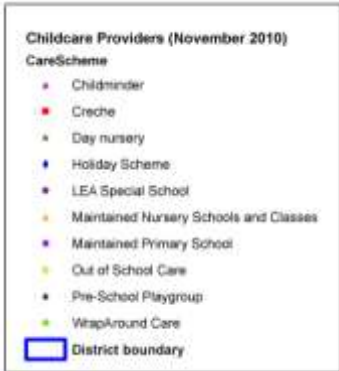 Childcare Providers (November 2010)
CareScheme
Childminder
Creche
Day nursery
Holiday Scheme
LEA Special School
Maintained Nursery Schools and Classes
Maintained Primary School
Out of School Care
Pre-School Playgroup
WrapAround Care
District boundary